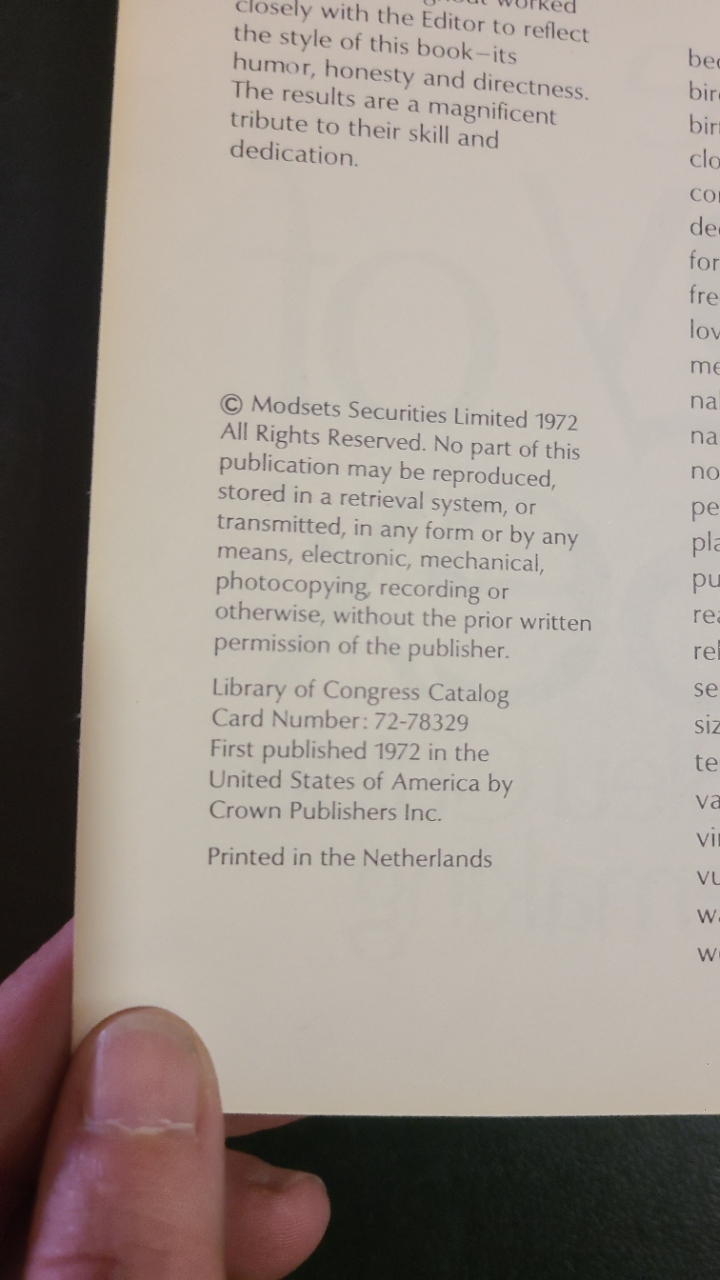 worked
closely with the Editor to reflect
the style of this book—its
humor, honesty and directness.
The results are a magnificent
tribute to their skill and
dedication.
© Modsets Securities Limited 1972
All Rights Reserved. No part of this
publication may be reproduced,
stored in a retrieval system, or
transmitted, in any form or by any
means, electronic, mechanical,
photocopying, recording or
otherwise, without the prior written
permission of the publisher.
Library of Congress Catalog
Card Number: 72-78329
First published 1972 in the
United States of America by
Crown Publishers Inc.
Printed in the Netherlands